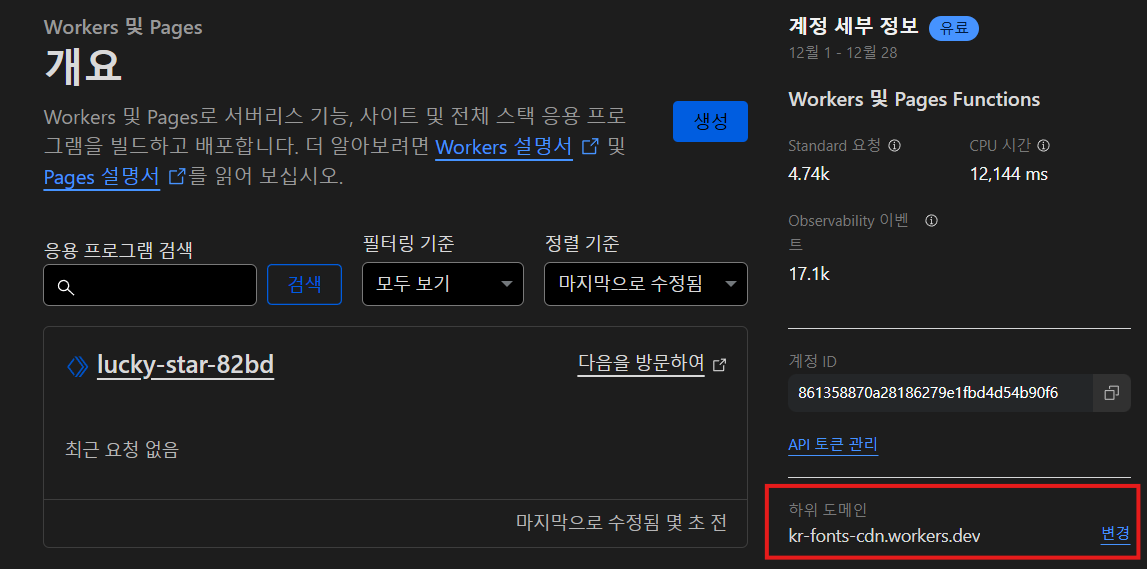 Workers 및 Pages
개요
Workers 및 Pages로 서버리스 기능, 사이트 및 전체 스택 응용 프로
그램을 빌드하고 배포합니다. 더 알아보려면 Workers 설명서 및
Pages 설명서를 읽어 보십시오.
생성
응용 프로그램 검색
검색
필터링 기준
모두 보기
정렬 기준
마지막으로 수정됨
lucky-star-82bd
다음을 방문하여
최근 요청 없음
마지막으로 수정됨 몇 초 전
계정 세부 정보 유료
12월 1 - 12월 28
Workers 및 Pages Functions
Standard 요청
4.74k
CPU 시간
12,144 ms
Observability 이벤
트
17.1k
계정 ID
861358870a28186279e1fbd4d54b90f6
API 토큰 관리
하위 도메인
kr-fonts-cdn.workers.dev 변경